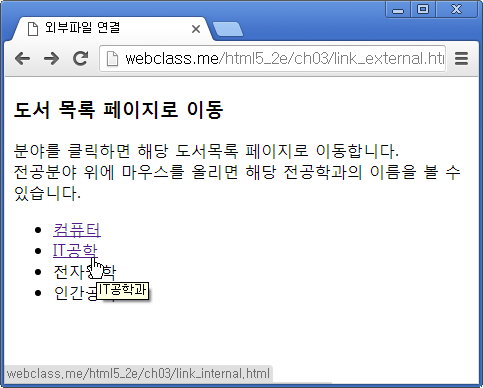 외부파일 연결
webclass.me/html5_2e/ch03/link_external.htm
도서 목록 페이지로 이동
분야를 클릭하면 해당 도서목록 페이지로 이동합니다.
전공분야 위에 마우스를 올리면 해당 전공학과의 이름을 볼 수
있습니다.
컴퓨터
IT공학
IT공학과
webclass.me/html5_2e/ch03/link_internal.html